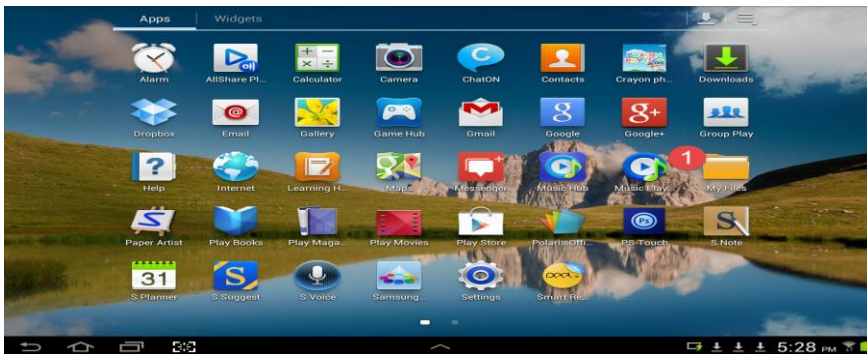 Apps Widgets
Alarm AllShare Pl... Calculator Camera ChatON Contacts Crayon ph... Downloads
Dropbox Email Gallery Game Hub Gmail Google Google+ Group Play
1
Help Internet Learning H... Maps Messenger Music Hub Music Play... My Files
Paper Artist Play Books Play Maga... Play Movies Play Store Polaris Offi... PS Touch S Note
31
S Planner S Suggest S Voice Samsung... Settings Smart Re...
5:28 PM